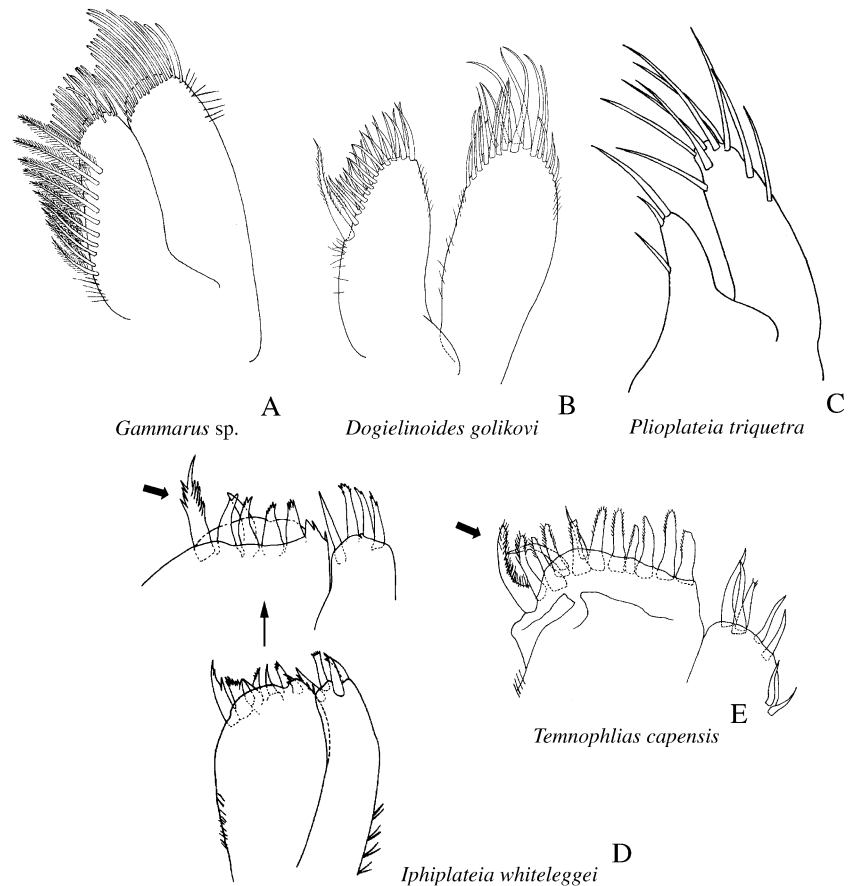 A
B
C
Gammarus sp.
Dogielinoides golikovi
Plioplateia triquetra
E
Temnophlias capensis
D
Iphiplateia whiteleggei